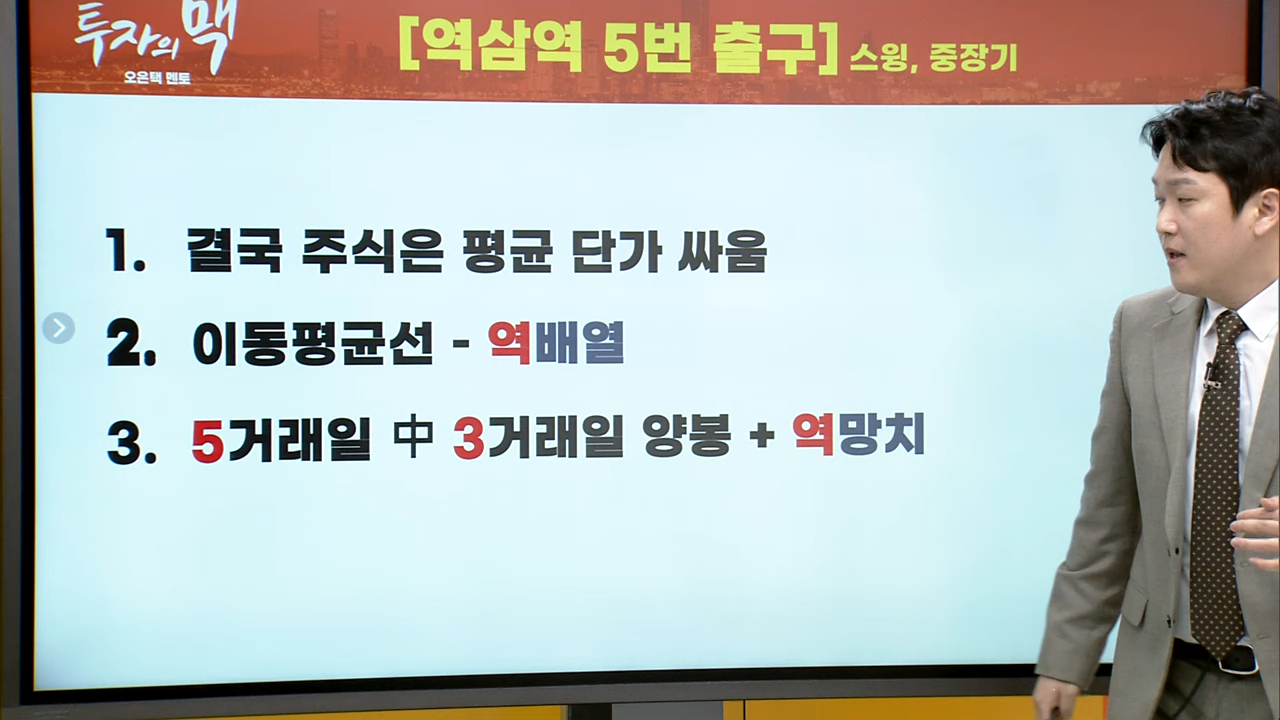 투자의 맥
오은택 멘토
[역삼역 5번 출구] 스윙, 중장기
1. 결국 주식은 평균 단가 싸움
2. 이동평균선 - 역배열
3. 5거래일 中 3거래일 양봉 + 역망치